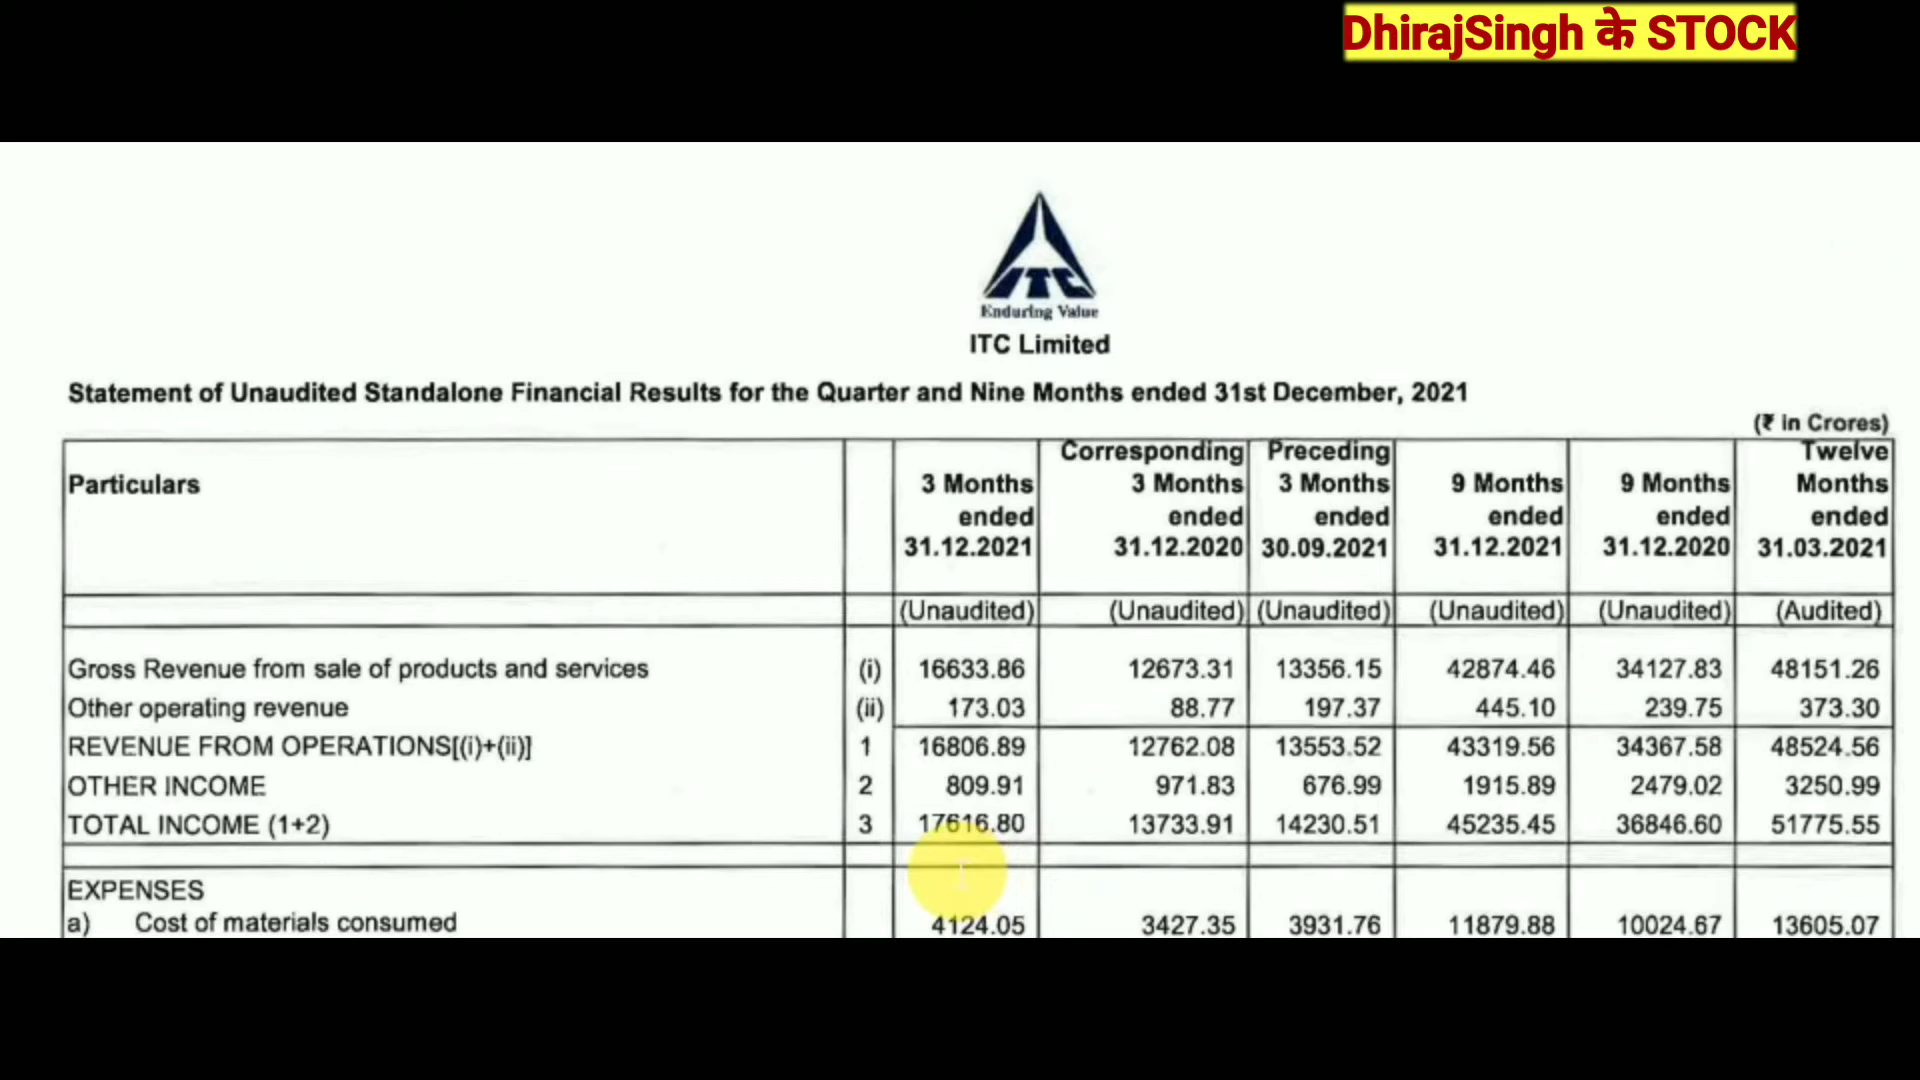 DhirajSingh के STOCK
ITC
Enduring Value
ITC Limited
Statement of Unaudited Standalone Financial Results for the Quarter and Nine Months ended 31st December, 2021
(₹ in Crores)
Particulars 3 Months ended 31.12.2021 Corresponding 3 Months ended 31.12.2020 Preceding 3 Months ended 30.09.2021 9 Months ended 31.12.2021 9 Months ended 31.12.2020 Twelve Months ended 31.03.2021
(Unaudited) (Unaudited) (Unaudited) (Unaudited) (Unaudited) (Audited)
Gross Revenue from sale of products and services (i) 16633.86 12673.31 13356.15 42874.46 34127.83 48151.26
Other operating revenue (ii) 173.03 88.77 197.37 445.10 239.75 373.30
REVENUE FROM OPERATIONS[(i)+(ii)] 1 16806.89 12762.08 13553.52 43319.56 34367.58 48524.56
OTHER INCOME 2 809.91 971.83 676.99 1915.89 2479.02 3250.99
TOTAL INCOME (1+2) 3 17616.80 13733.91 14230.51 45235.45 36846.60 51775.55
EXPENSES
a) Cost of materials consumed 4124.05 3427.35 3931.76 11879.88 10024.67 13605.07